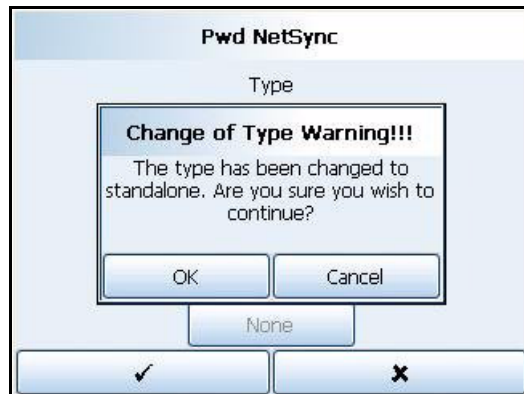 Pwd NetSync
Type
Change of Type Warning!!!
The type has been changed to
standalone. Are you sure you wish to
continue?
OK
Cancel
None